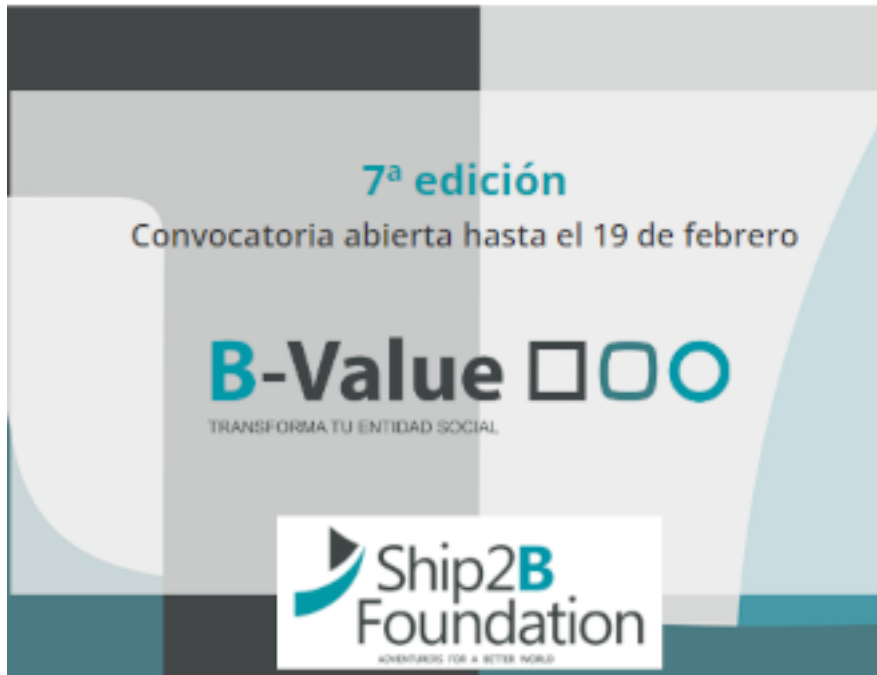 7ª edición
Convocatoria abierta hasta el 19 de febrero
B-Value
TRANSFORMA TU ENTIDAD SOCIAL
Ship2B
Foundation
ADVENTURERS FOR A BETTER WORLD